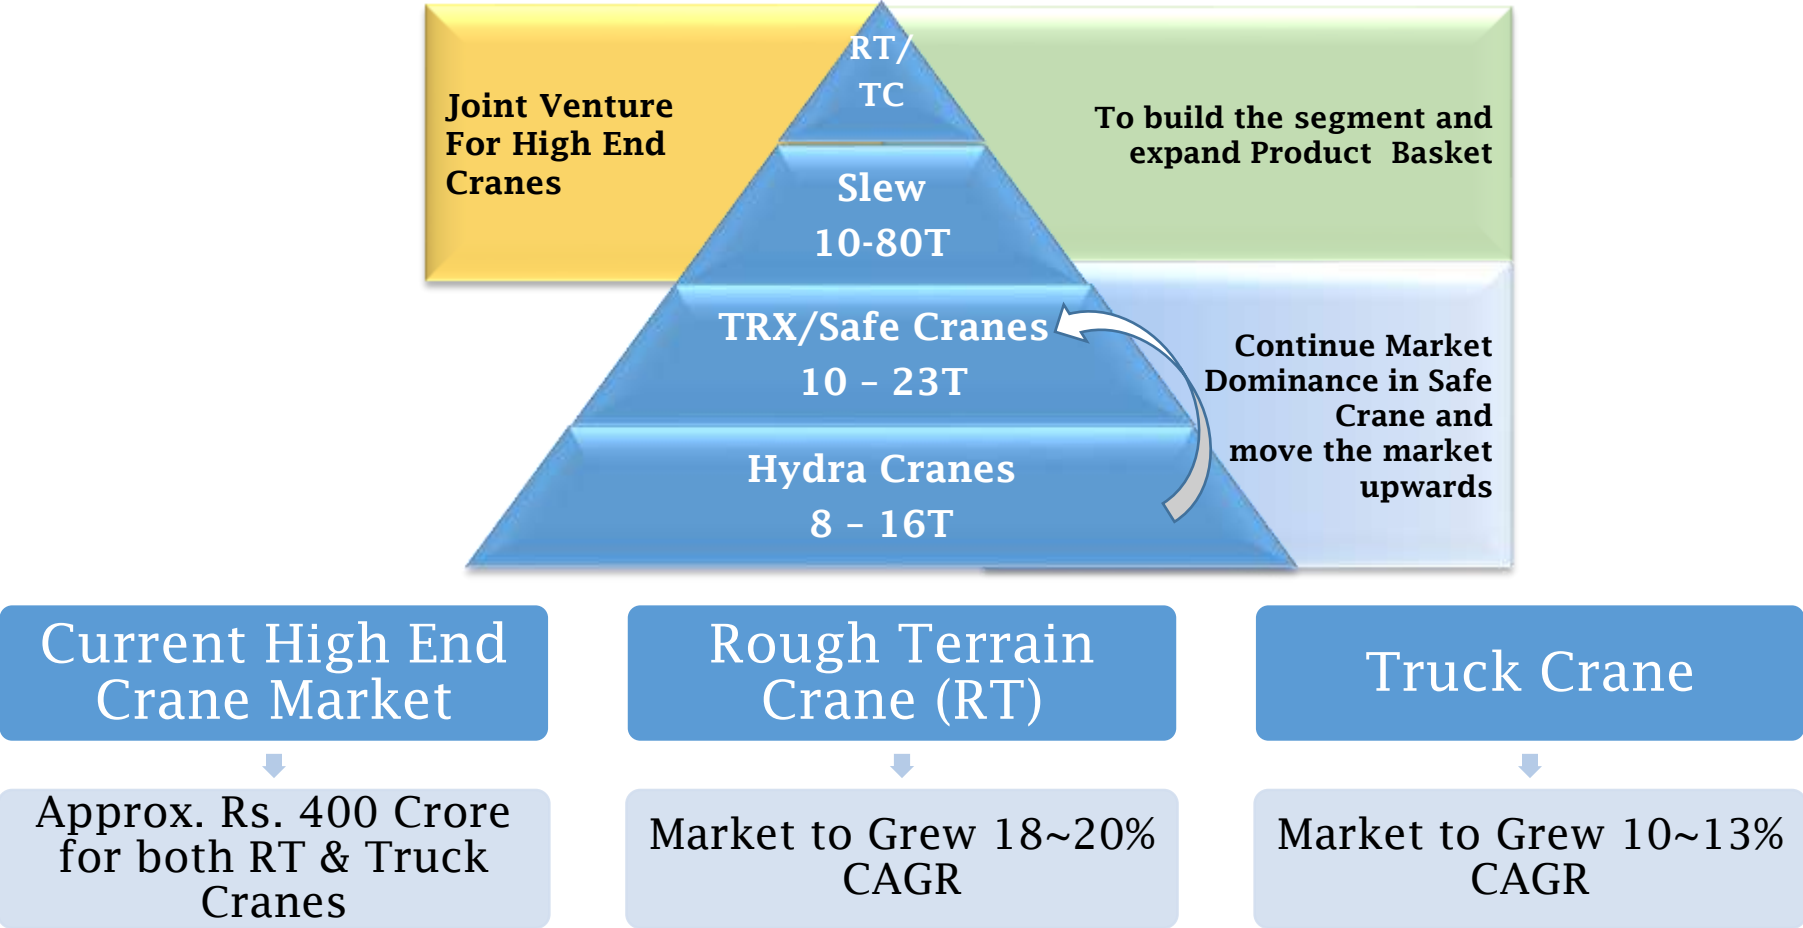 Joint Venture
For High End
Cranes
RT/
TC
To build the segment and
expand Product Basket
Slew
10-80T
TRX/Safe Cranes
10 – 23T
Hydra Cranes
8 – 16T
Continue Market
Dominance in Safe
Crane and
move the market
upwards
Current High End
Crane Market
Approx. Rs. 400 Crore
for both RT & Truck
Cranes
Rough Terrain
Crane (RT)
Market to Grew 18~20%
CAGR
Truck Crane
Market to Grew 10~13%
CAGR